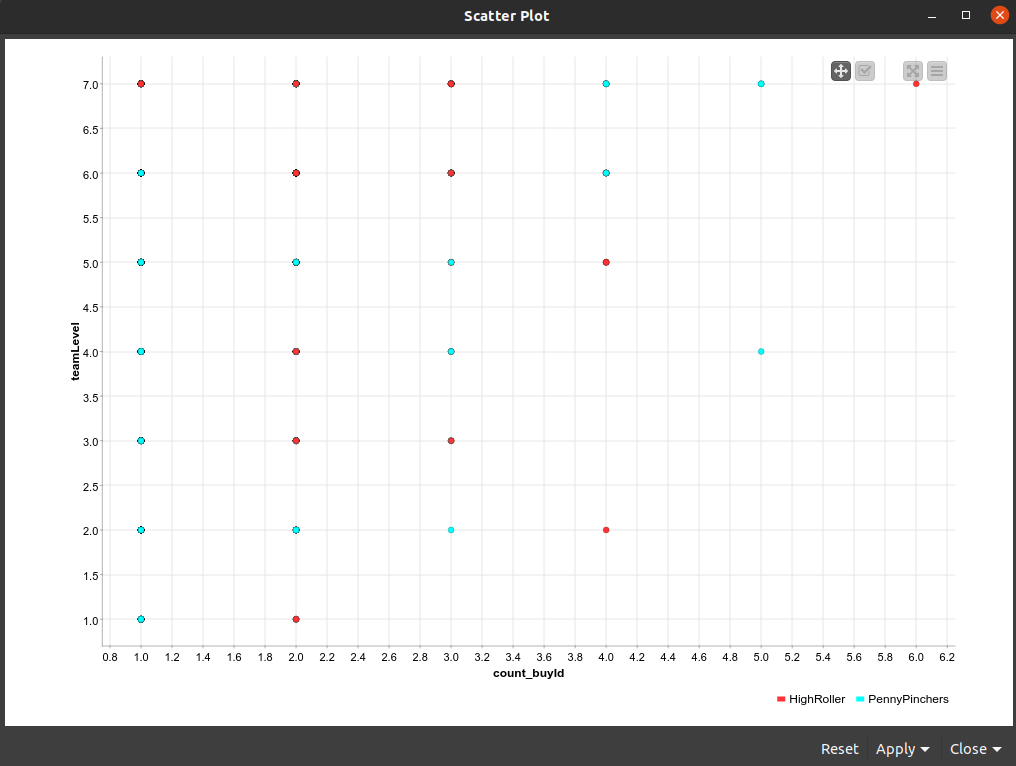 Scatter Plot
7.0
6.5
6.0
5.5
5.0
4.5
4.0
3.5
3.0
2.5
2.0
1.5
1.0
teamLevel
0.8 1.0 1.2 1.4 1.6 1.8 2.0 2.2 2.4 2.6 2.8 3.0 3.2 3.4 3.6 3.8 4.0 4.2 4.4 4.6 4.8 5.0 5.2 5.4 5.6 5.8 6.0 6.2
count_buyId
HighRoller PennyPinchers
Reset Apply Close